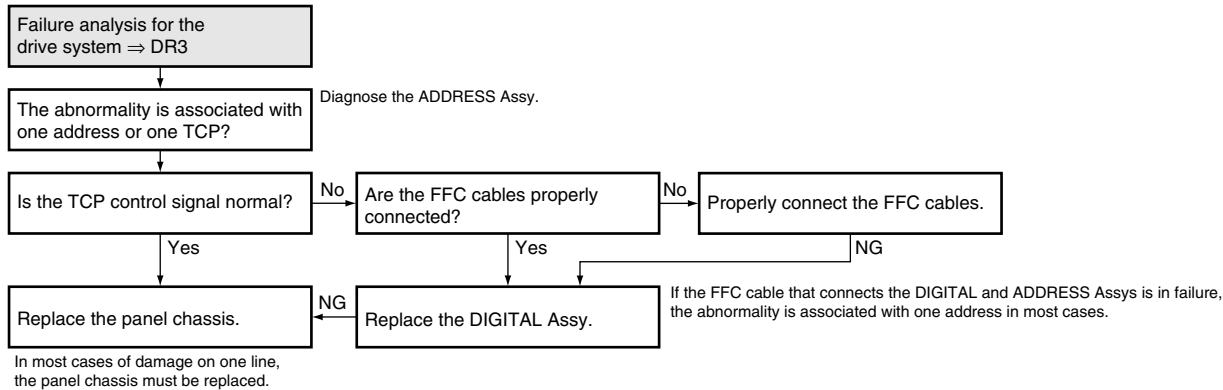 Failure analysis for the
drive system ⇒ DR3
The abnormality is associated with
one address or one TCP?
Diagnose the ADDRESS Assy.
Is the TCP control signal normal?
No
Are the FFC cables properly
connected?
No
Properly connect the FFC cables.
Yes
Yes
NG
Replace the panel chassis.
NG
Replace the DIGITAL Assy.
If the FFC cable that connects the DIGITAL and ADDRESS Assys is in failure,
the abnormality is associated with one address in most cases.
In most cases of damage on one line,
the panel chassis must be replaced.